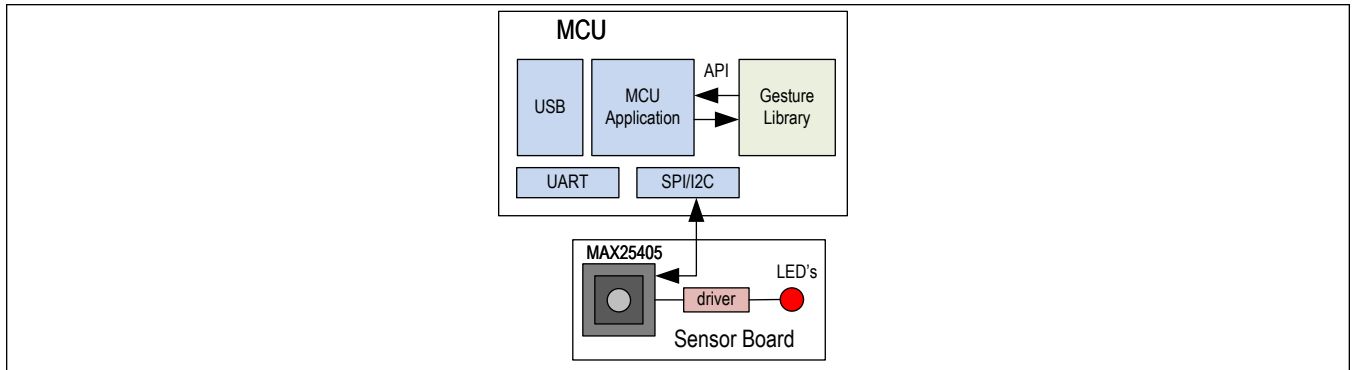 MCU
USB
MCU
Application
API
Gesture
Library
UART
SPI/I2C
MAX25405
LED's
driver
Sensor Board